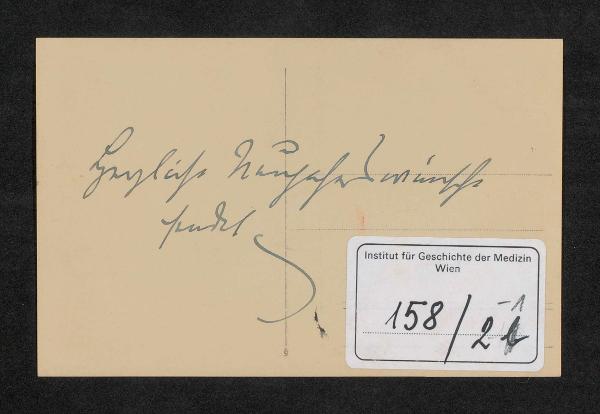 Herzliche Neujahrswünsche
sendet
Institut für Geschichte der Medizin
Wien
158/2
-1